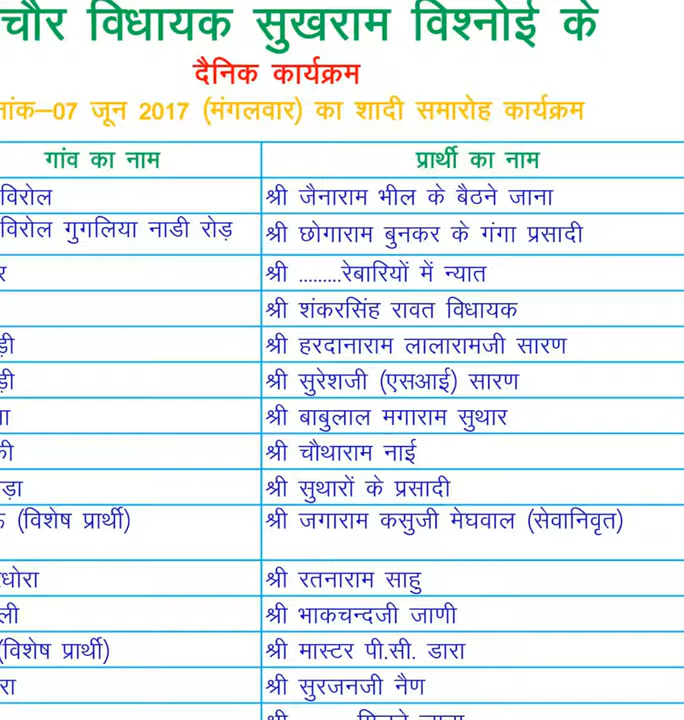 चौर विधायक सुखराम विश्नोई के
दैनिक कार्यक्रम
नांक–07 जून 2017 (मंगलवार) का शादी समारोह कार्यक्रम
गांव का नाम प्रार्थी का नाम
विरोल श्री जैनाराम भील के बैठने जाना
विरोल गुगलिया नाडी रोड़ श्री छोगाराम बुनकर के गंगा प्रसादी
र श्री .........रेबारियों में न्यात
श्री शंकरसिंह रावत विधायक
ड़ी श्री हरदानाराम लालारामजी सारण
ड़ी श्री सुरेशजी (एसआई) सारण
श्री बाबुलाल मगाराम सुथार
की श्री चौथाराम नाई
ड़ा श्री सुथारों के प्रसादी
(विशेष प्रार्थी) श्री जगाराम कसुजी मेघवाल (सेवानिवृत)
धोरा श्री रतनाराम साहु
ली श्री भाकचन्दजी जाणी
(विशेष प्रार्थी) श्री मास्टर पी.सी. डारा
रा श्री सुरजनजी नैण